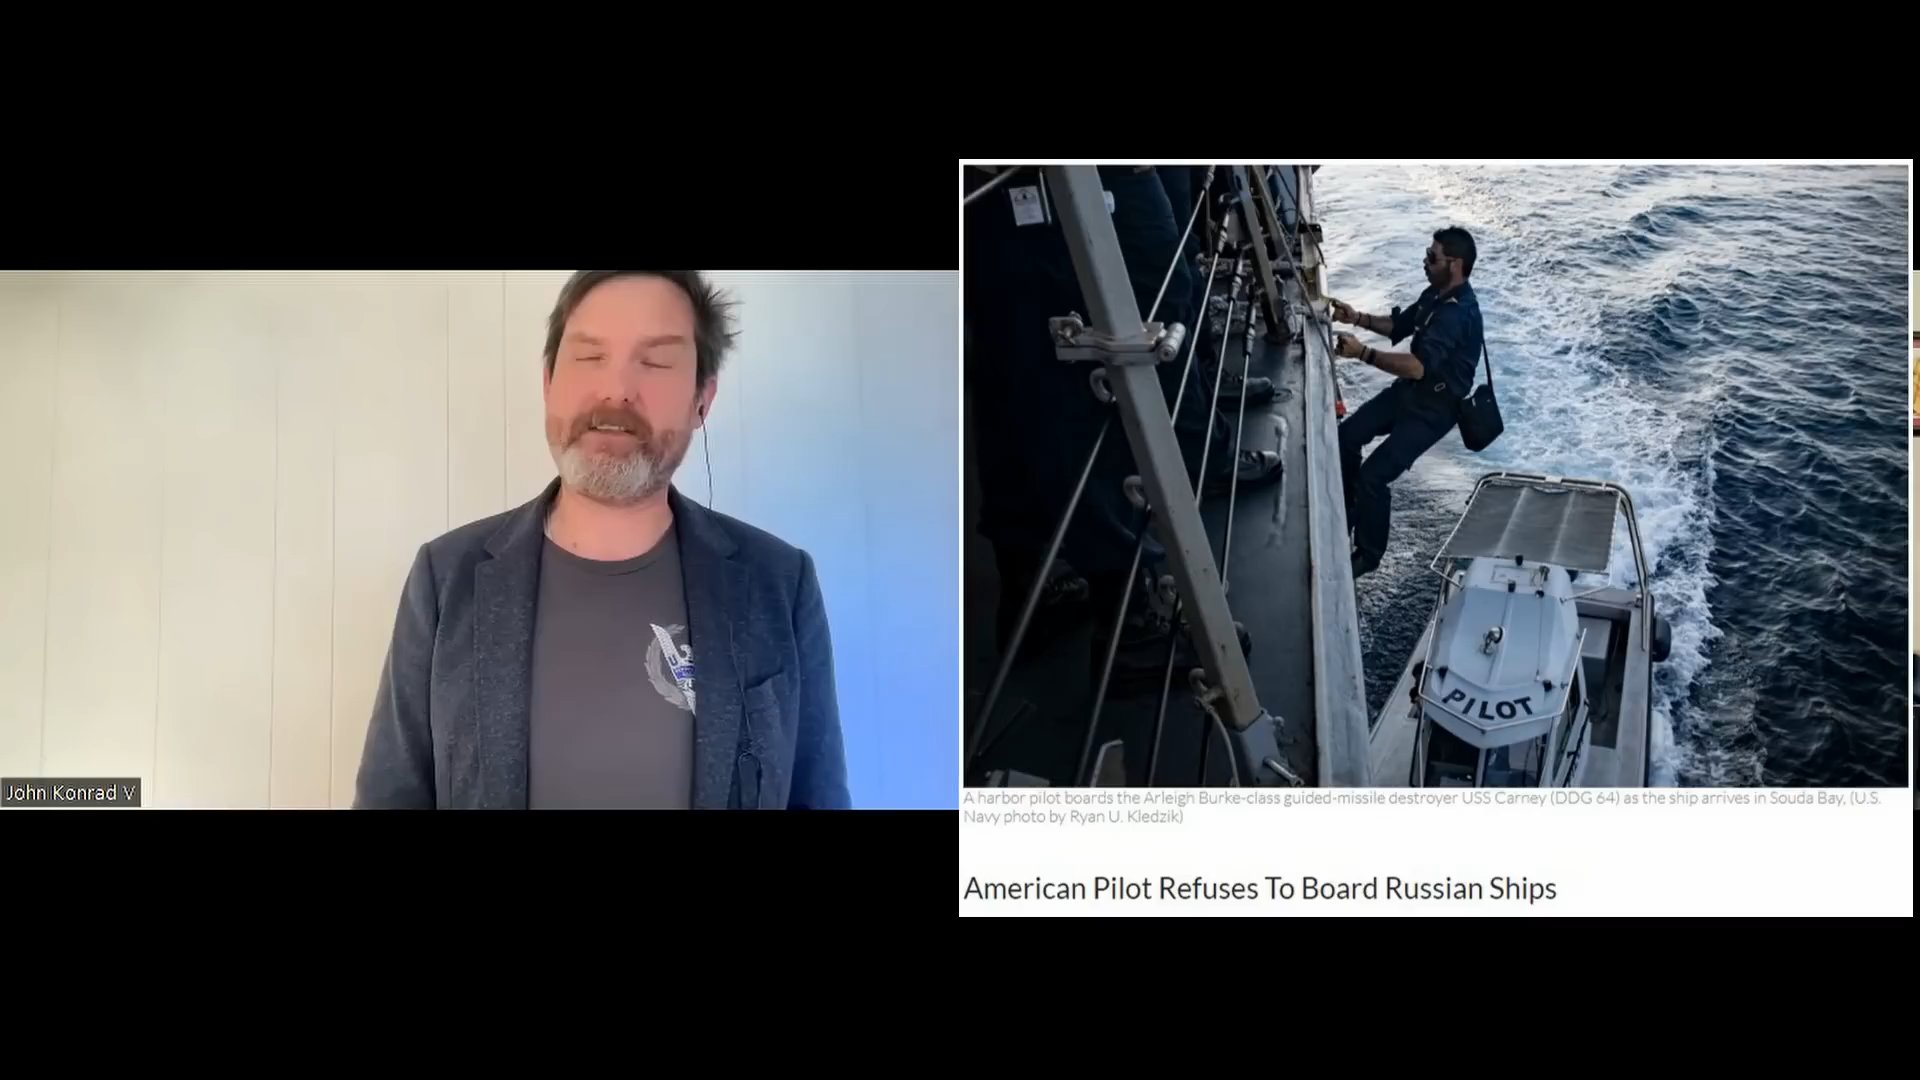 John Konrad V
PILOT
A harbor pilot boards the Arleigh Burke-class guided-missile destroyer USS Carney (DDG 64) as the ship arrives in Souda Bay, (U.S.
Navy photo by Ryan U. Kledzik)
American Pilot Refuses To Board Russian Ships